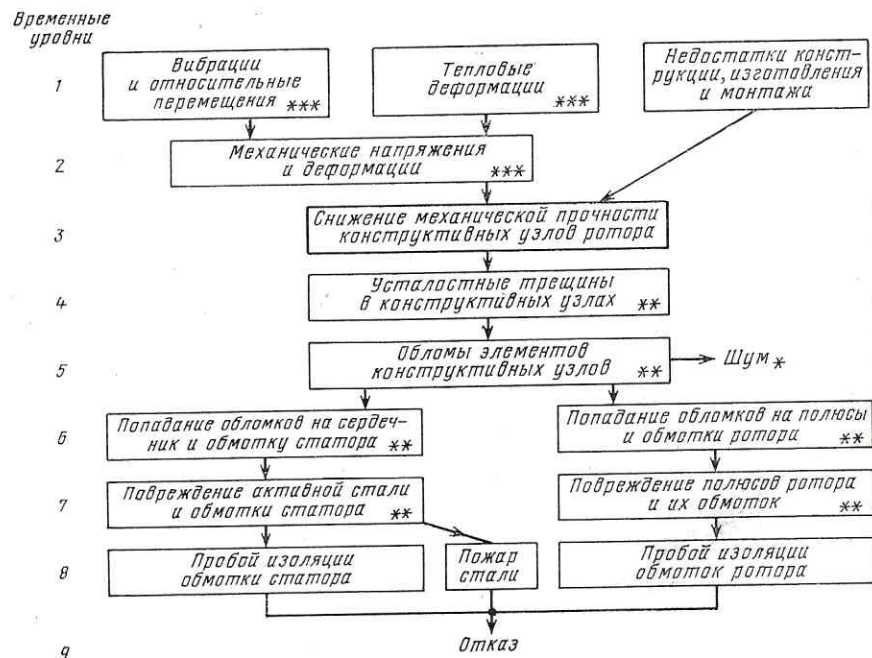 Временные
уровни
1
Вибрации
и относительные
перемещения ***
Тепловые
деформации
***
Недостатки конст-
рукции, изготовления
и монтажа
2
Механические напряжения
и деформации ***
3
Снижение механической прочности
конструктивных узлов ротора
4
Усталостные трещины
в конструктивных узлах **
5
Обломы элементов
конструктивных узлов **
Шум *
6
Попадание обломков на сердеч-
ник и обмотку статора **
Попадание обломков на полюсы
и обмотки ротора **
7
Повреждение активной стали
и обмотки статора **
Повреждение полюсов ротора
и их обмоток **
8
Пробой изоляции
обмотки статора
Пожар
стали
Пробой изоляции
обмоток ротора
9
Отказ